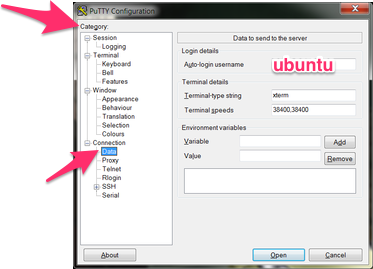 PuTTY Configuration
Category:
Session
Logging
Terminal
Keyboard
Bell
Features
Window
Appearance
Behaviour
Translation
Selection
Colours
Connection
Data
Proxy
Telnet
Rlogin
SSH
Serial
Data to send to the server
Login details
Auto-login username
ubuntu
Terminal details
Terminal-type string
xterm
Terminal speeds
38400,38400
Environment variables
Variable
Add
Value
Remove
About
Open
Cancel